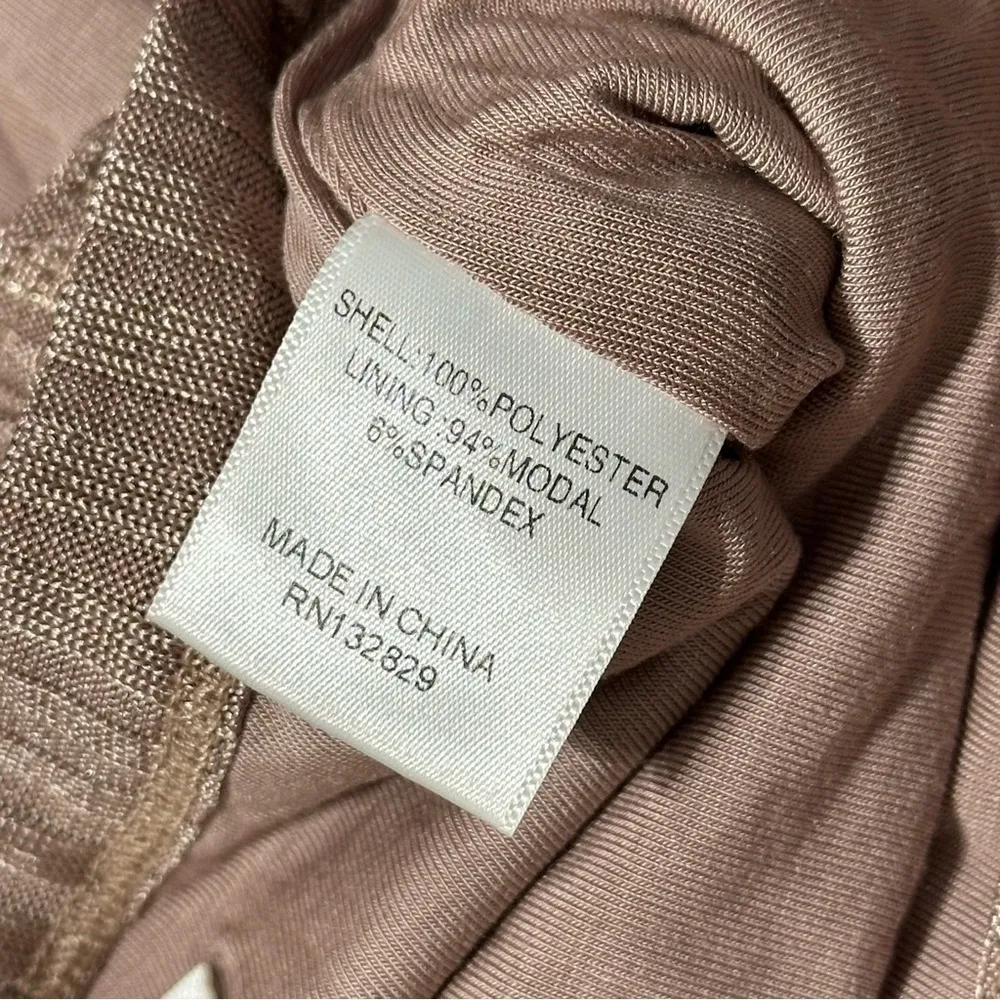 SHELL:100%POLYESTER
LINING:94%MODAL
6%SPANDEX
MADE IN CHINA
RN132829